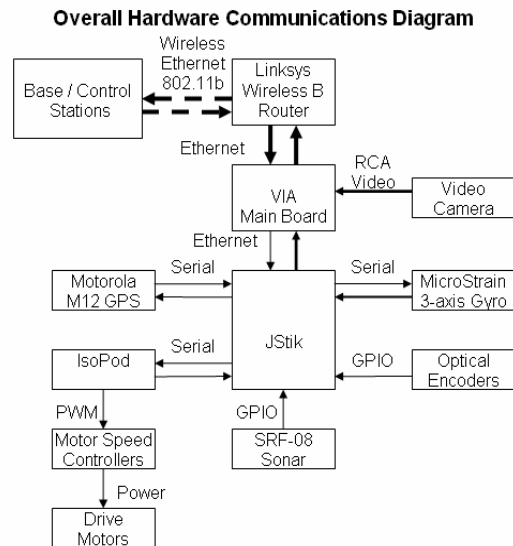 Overall Hardware Communications Diagram
Wireless
Ethernet
802.11b
Base / Control
Stations
Linksys
Wireless B
Router
Ethernet
RCA
Video
VIA
Main Board
Video
Camera
Ethernet
Serial
Serial
Motorola
M12 GPS
JStik
MicroStrain
3-axis Gyro
Serial
IsoPod
GPIO
Optical
Encoders
PWM
GPIO
Motor Speed
Controllers
SRF-08
Sonar
Power
Drive
Motors